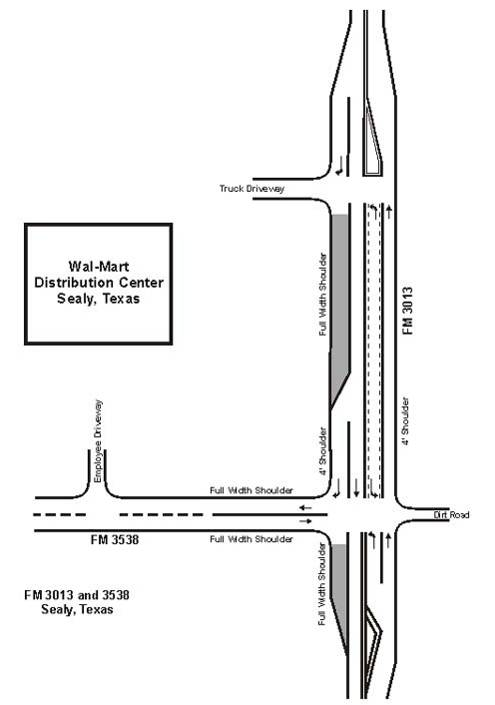 Truck Driveway
Wal-Mart
Distribution Center
Sealy, Texas
Full Width Shoulder
FM 3013
Employee Driveway
4' Shoulder
4' Shoulder
Full Width Shoulder
Dirt Road
FM 3538
Full Width Shoulder
Full Width Shoulder
FM 3013 and 3538
Sealy, Texas